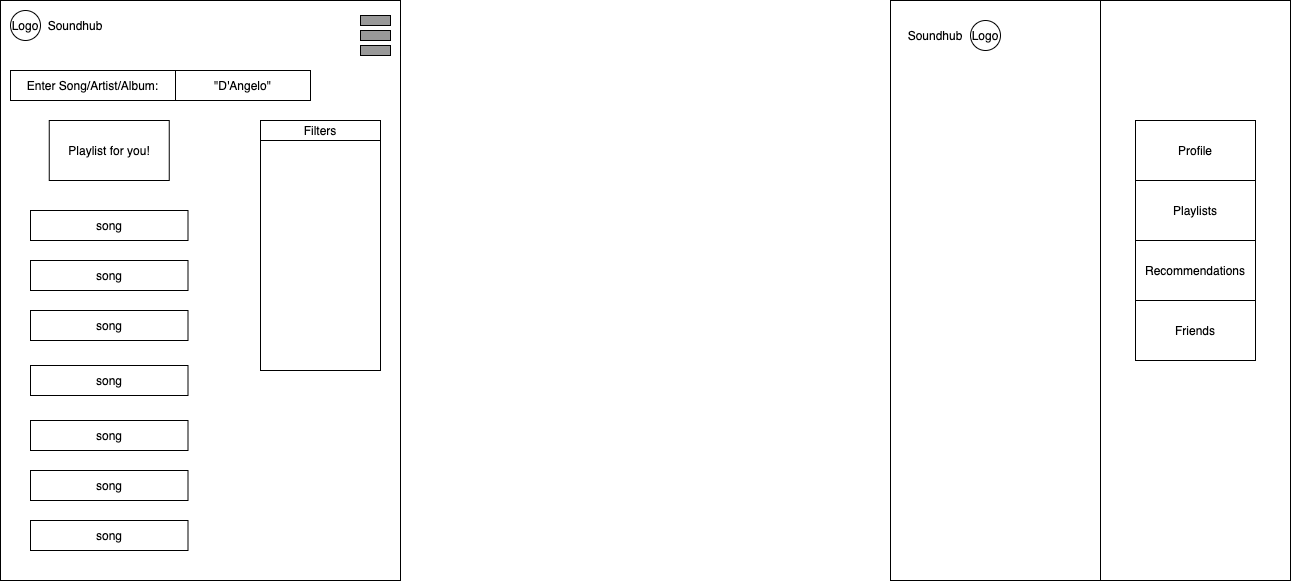 Logo
Soundhub
Enter Song/Artist/Album:
"D'Angelo"
Playlist for you!
Filters
song
song
song
song
song
song
song
Soundhub
Logo
Profile
Playlists
Recommendations
Friends